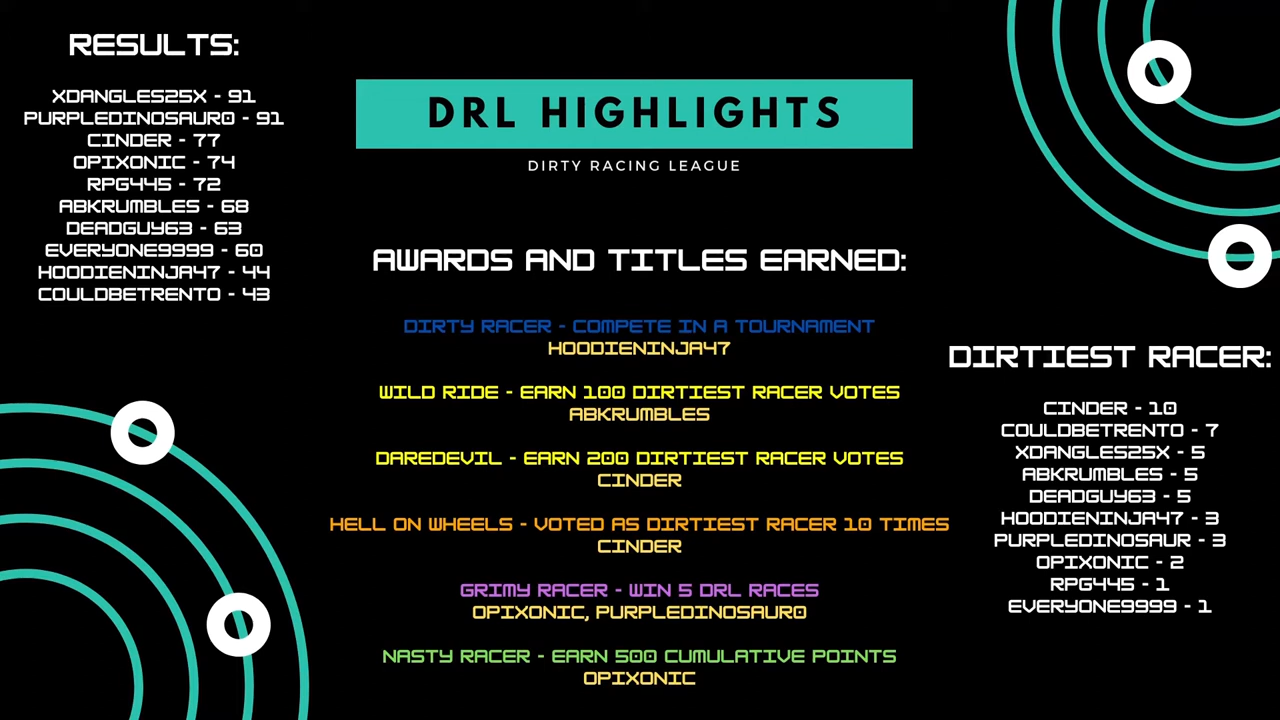 RESULTS:
XDANGLES25X - 91
PURPLEDINOSAUR0 - 91
CINDER - 77
OPIXONIC - 74
RPG445 - 72
ABKRUMBLES - 68
DEADGUY63 - 63
EVERYONE9999 - 60
HOODIENINJA47 - 44
COULDBETRENTO - 43
DRL HIGHLIGHTS
DIRTY RACING LEAGUE
AWARDS AND TITLES EARNED:
DIRTY RACER - COMPETE IN A TOURNAMENT
HOODIENINJA47
WILD RIDE - EARN 100 DIRTIEST RACER VOTES
ABKRUMBLES
DAREDEVIL - EARN 200 DIRTIEST RACER VOTES
CINDER
HELL ON WHEELS - VOTED AS DIRTIEST RACER 10 TIMES
CINDER
GRIMY RACER - WIN 5 DRL RACES
OPIXONIC, PURPLEDINOSAUR0
NASTY RACER - EARN 500 CUMULATIVE POINTS
OPIXONIC
DIRTIEST RACER:
CINDER - 10
COULDBETRENTO - 7
XDANGLES25X - 5
ABKRUMBLES - 5
DEADGUY63 - 5
HOODIENINJA47 - 3
PURPLEDINOSAUR - 3
OPIXONIC - 2
RPG445 - 1
EVERYONE9999 - 1